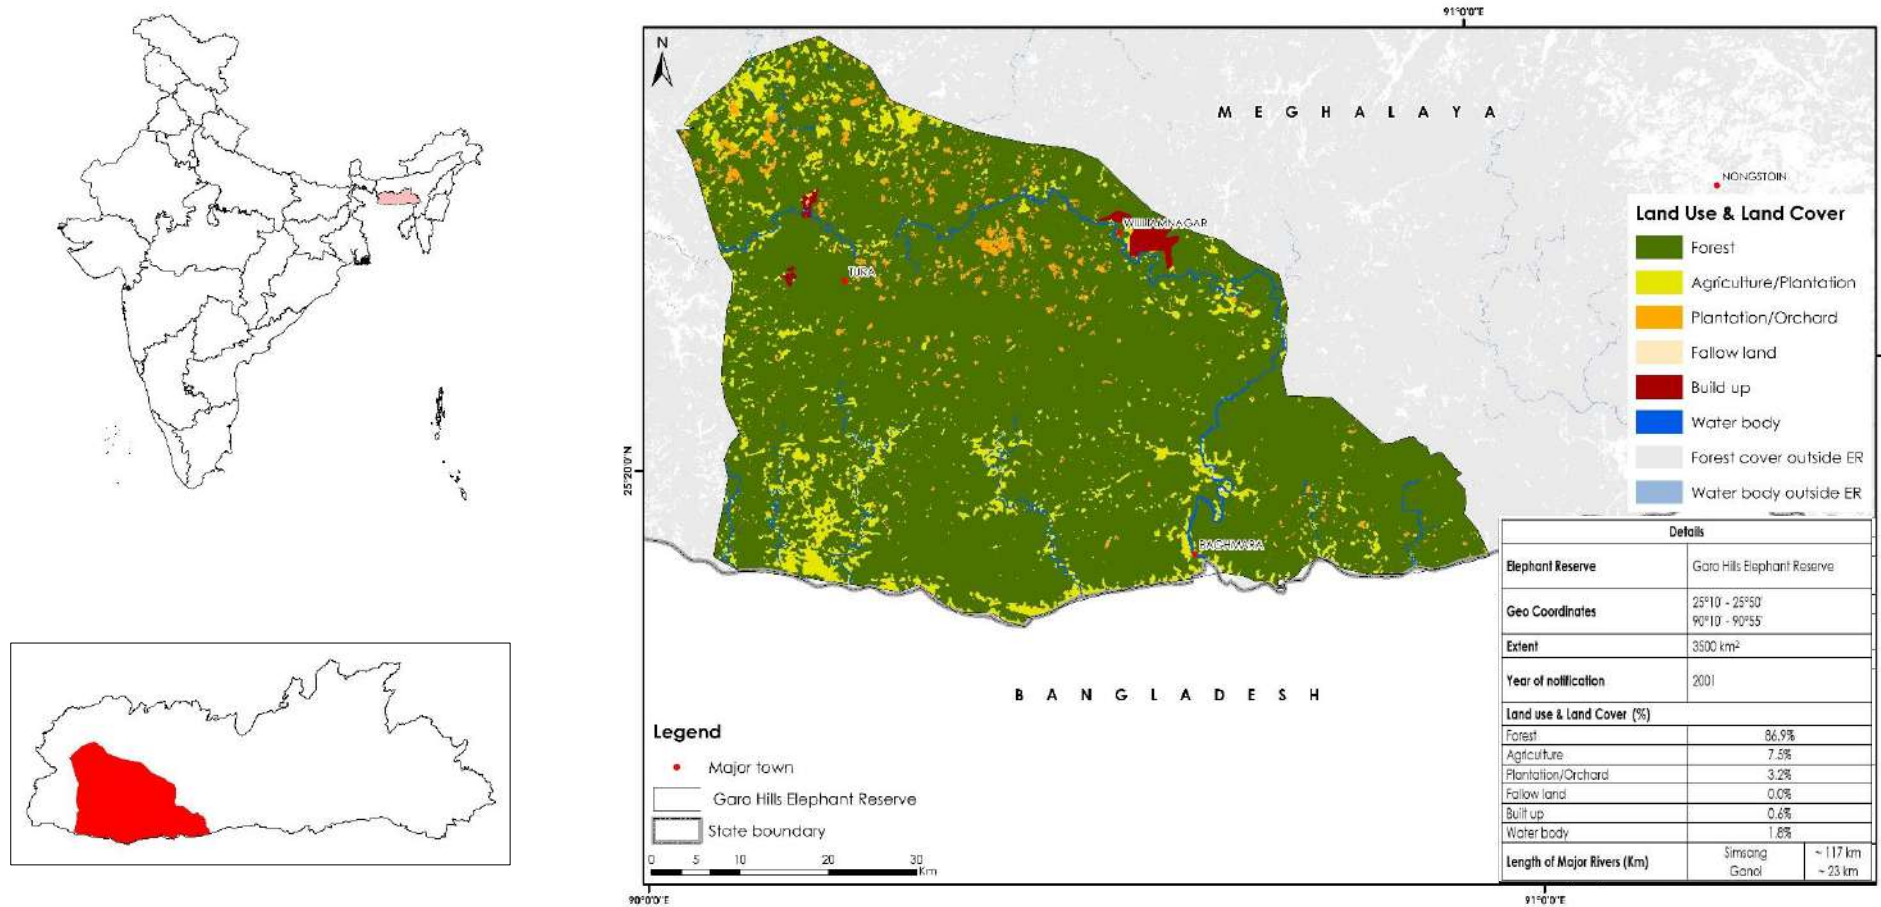 91°0'0"E
N
MEGHALAYA
NONGSTOIN
WILLIAMNAGAR
TURA
BAGHMARA
25°20'0"N
BANGLADESH
Land Use & Land Cover
Forest
Agriculture/Plantation
Plantation/Orchard
Fallow land
Build up
Water body
Forest cover outside ER
Water body outside ER
Details
Elephant Reserve Garo Hills Elephant Reserve
Geo Coordinates 25°10' - 25°50'
90°10' - 90°55'
Extent 3500 km²
Year of notification 2001
Land use & Land Cover (%)
Forest 86.9%
Agriculture 7.5%
Plantation/Orchard 3.2%
Fallow land 0.0%
Built up 0.6%
Water body 1.8%
Length of Major Rivers (Km) Simsang ~ 117 km
Ganol ~ 23 km
Legend
Major town
Garo Hills Elephant Reserve
State boundary
0 5 10 20 30
Km
90°0'0"E
91°0'0"E